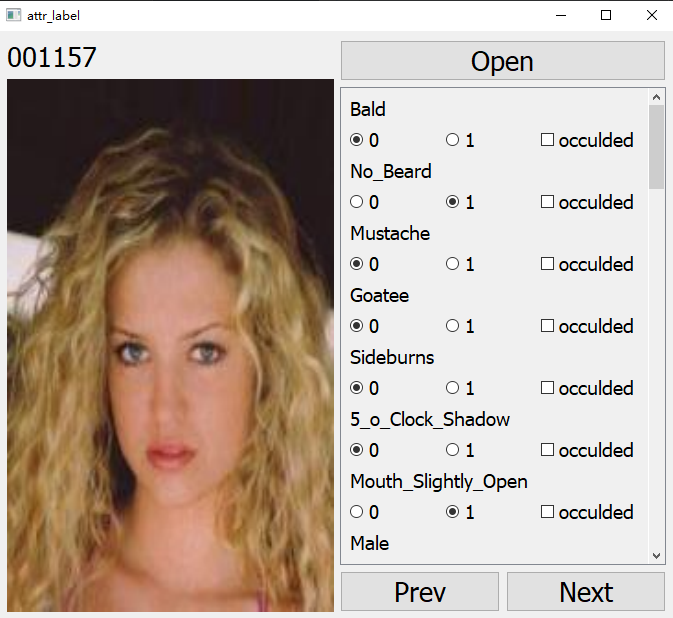 attr_label
001157
Open
Bald
0 1 occulded
No_Beard
0 1 occulded
Mustache
0 1 occulded
Goatee
0 1 occulded
Sideburns
0 1 occulded
5_o_Clock_Shadow
0 1 occulded
Mouth_Slightly_Open
0 1 occulded
Male
Prev Next